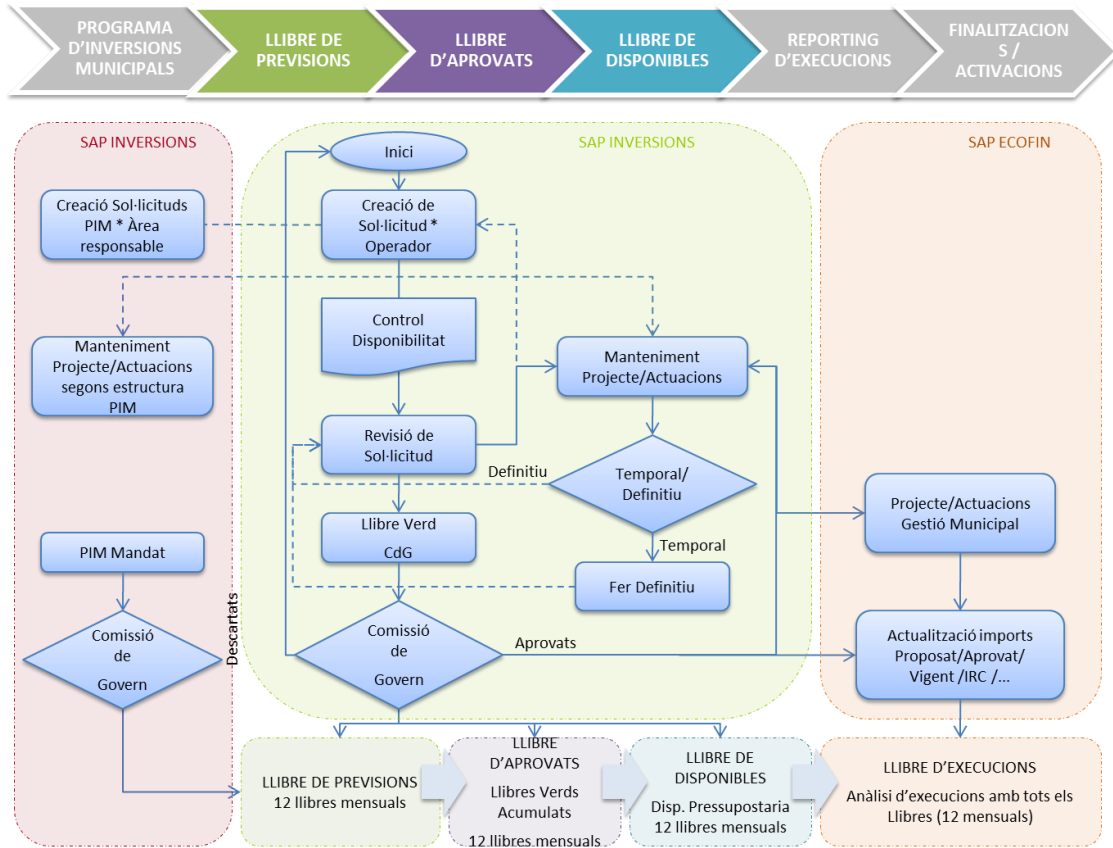 PROGRAMA
D'INVERSIONS
MUNICIPALS
LLIBRE DE
PREVISIONS
LLIBRE
D'APROVATS
LLIBRE DE
DISPONIBLES
REPORTING
D'EXECUCIONS
FINALITZACION
S /
ACTIVACIONS
SAP INVERSIONS
Creació Sol·licituds
PIM * Àrea
responsable
Manteniment
Projecte/Actuacions
segons estructura
PIM
PIM Mandat
Comissió
de
Govern
Descartats
SAP INVERSIONS
Inici
Creació de
Sol·licitud *
Operador
Control
Disponibilitat
Revisió de
Sol·licitud
Llibre Verd
CdG
Comissió
de
Govern
Aprovats
Manteniment
Projecte/Actuacions
Definitiu
Temporal/
Definitiu
Temporal
Fer Definitiu
SAP ECOFIN
Projecte/Actuacions
Gestió Municipal
Actualització imports
Proposat/Aprovat/
Vigent /IRC /...
LLIBRE DE PREVISIONS
12 llibres mensuals
LLIBRE
D'APROVATS
Llibres Verds
Acumulats
12 llibres mensuals
LLIBRE DE
DISPONIBLES
Disp. Pressupostaria
12 llibres mensuals
LLIBRE D'EXECUCIONS
Anàlisi d'execucions amb tots els
Llibres (12 mensuals)